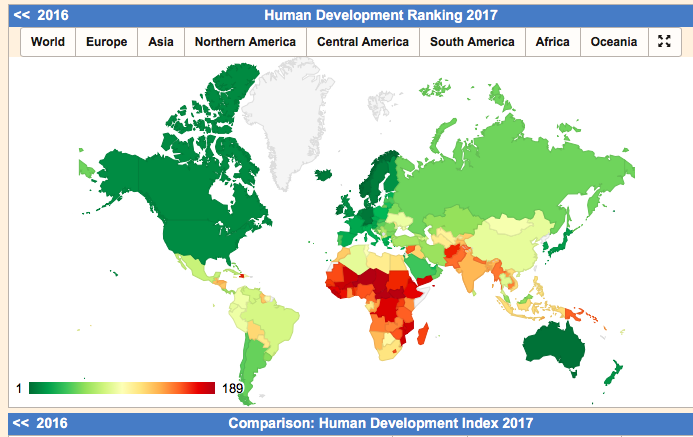 << 2016 Human Development Ranking 2017
World Europe Asia Northern America Central America South America Africa Oceania
1 189
<< 2016 Comparison: Human Development Index 2017